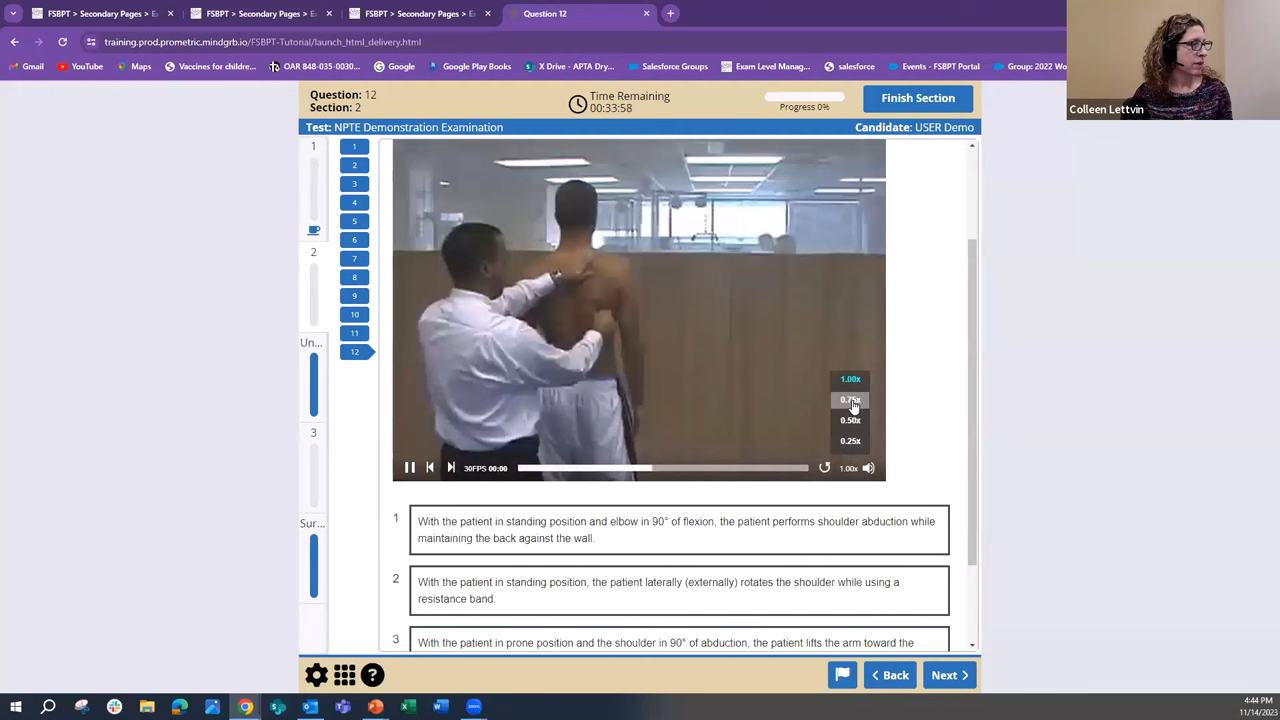 FSBPT > Secondary Pages > E
FSBPT > Secondary Pages > E
FSBPT > Secondary Pages > E
Question 12
training.prod.prometric.mindgrb.io/FSBPT-Tutorial/launch_html_delivery.html
Gmail
YouTube
Maps
Vaccines for childre...
OAR 848-035-0030...
Google
Google Play Books
X Drive - APTA Dry...
Salesforce Groups
Exam Level Manag...
salesforce
Events - FSBPT Portal
Group: 2022 Wo
Colleen Lettvin
Question: 12
Section: 2
Time Remaining
00:33:58
Progress 0%
Finish Section
Test: NPTE Demonstration Examination
Candidate: USER Demo
1
2
Un...
3
Sur...
1
2
3
4
5
6
7
8
9
10
11
12
1.00x
0.75x
0.50x
0.25x
30FPS 00:00
1.00x
1 With the patient in standing position and elbow in 90° of flexion, the patient performs shoulder abduction while
maintaining the back against the wall.
2 With the patient in standing position, the patient laterally (externally) rotates the shoulder while using a
resistance band.
3 With the patient in prone position and the shoulder in 90° of abduction, the patient lifts the arm toward the
Back
Next
4:44 PM
11/14/2023